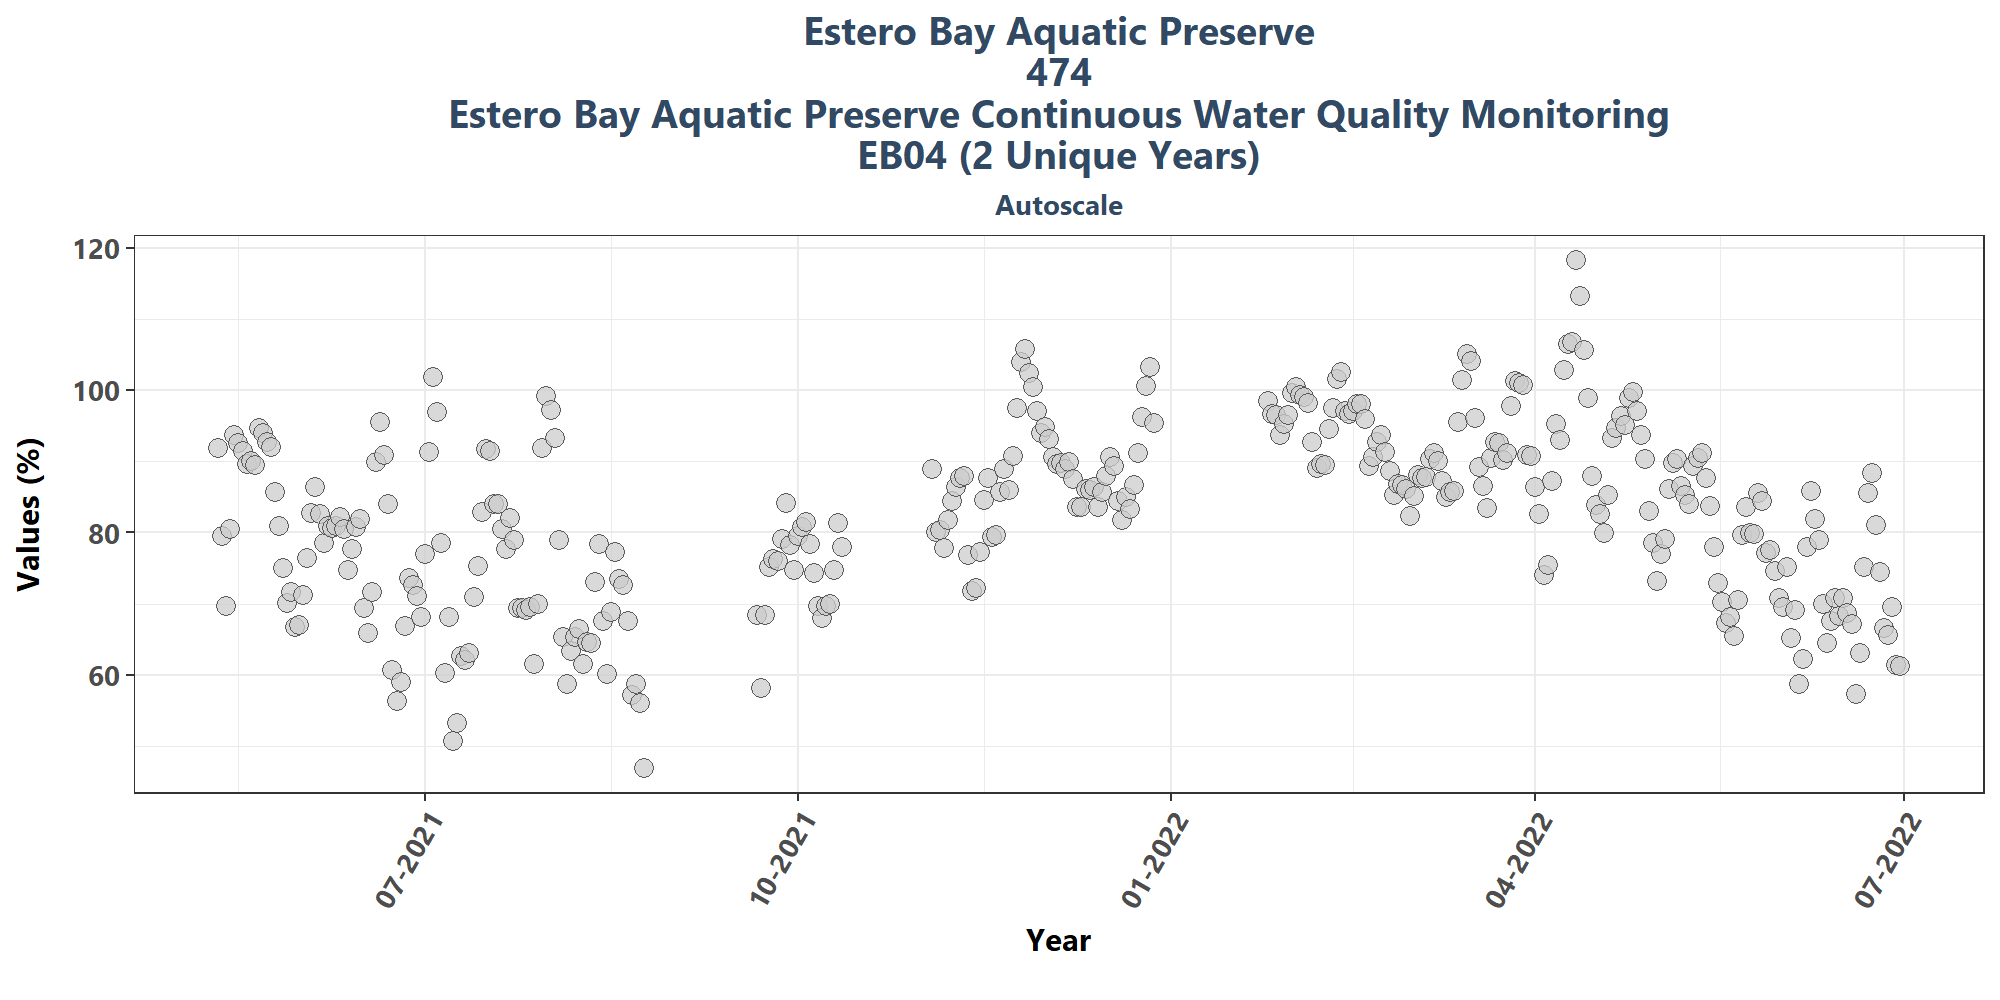 Estero Bay Aquatic Preserve
474
Estero Bay Aquatic Preserve Continuous Water Quality Monitoring
EB04 (2 Unique Years)
Autoscale
Values (%)
120
100
80
60
07-2021
10-2021
01-2022
04-2022
07-2022
Year